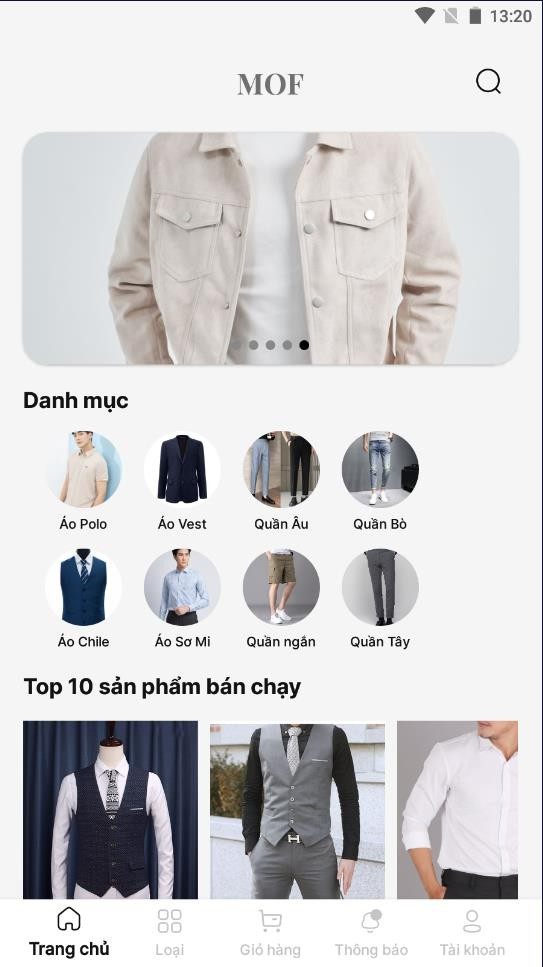 13:20
MOF
Danh mục
Áo Polo
Áo Vest
Quần Âu
Quần Bò
Áo Chile
Áo Sơ Mi
Quần ngắn
Quần Tây
Top 10 sản phẩm bán chạy
Trang chủ
Loại
Giỏ hàng
Thông báo
Tài khoản